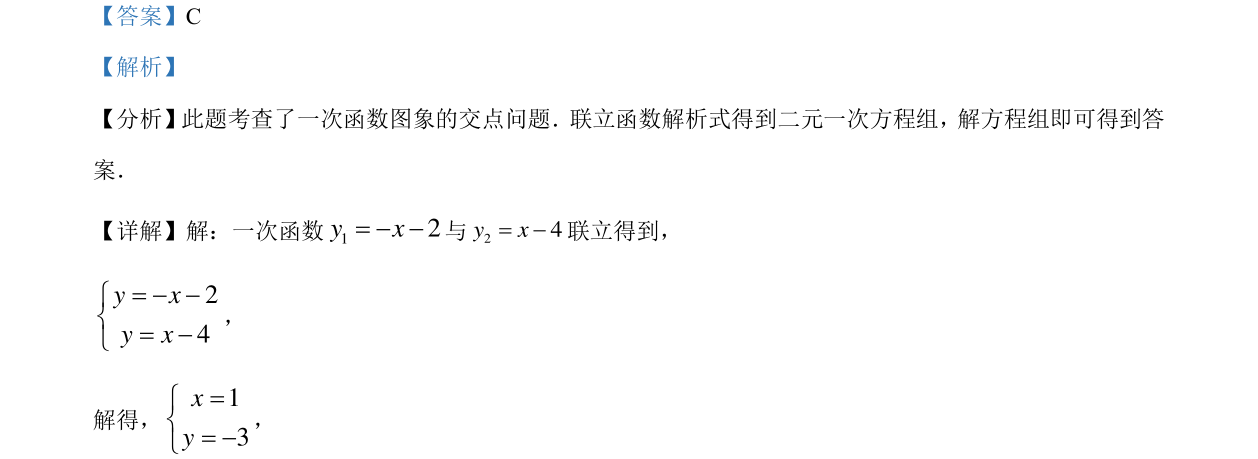 【答案】C
【解析】
【分析】此题考查了一次函数图象的交点问题．联立函数解析式得到二元一次方程组，解方程组即可得到答
案．
【详解】解：一次函数 y₁ = −x − 2 与 y₂ = x − 4 联立得到，
{ y = −x − 2
y = x − 4 ，
解得，{ x = 1
y = −3 ，